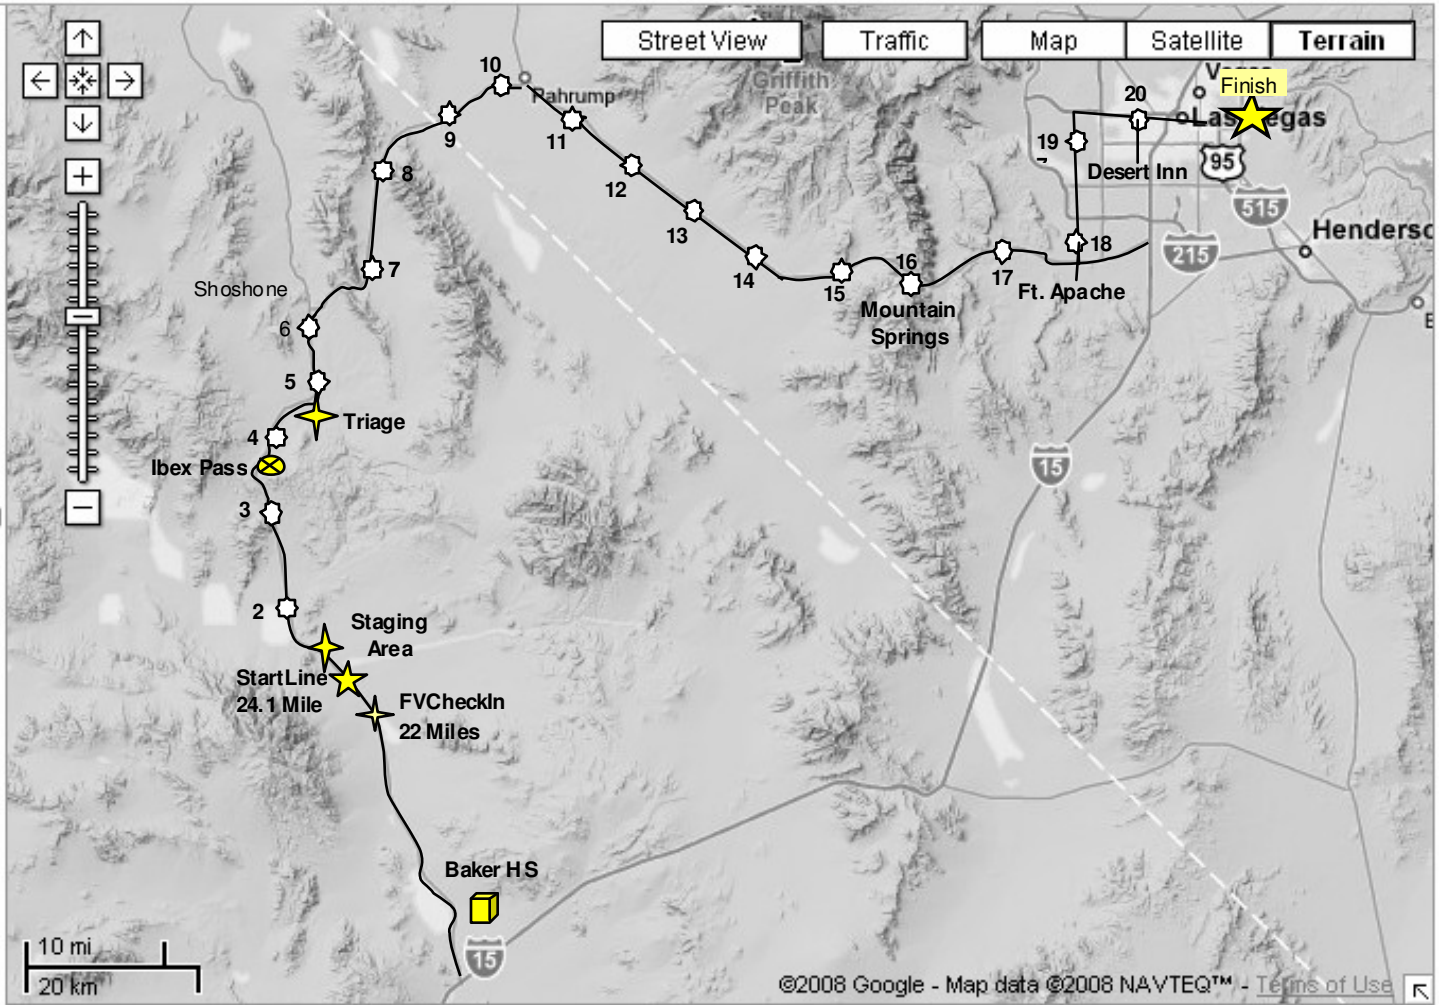 Street View
Traffic
Map
Satellite
Terrain
Griffith
Peak
10
Pahrump
9
11
8
12
13
14
15
16
Mountain
Springs
17
Ft. Apache
18
19
20
Desert Inn
Vegas
Finish
Las Vegas
95
515
215
Henderso
7
Shoshone
6
5
Triage
4
Ibex Pass
3
15
2
Staging
Area
StartLine
24.1 Mile
FVCheckIn
22 Miles
Baker HS
15
10 mi
20 km
©2008 Google - Map data ©2008 NAVTEQ™ - Terms of Use